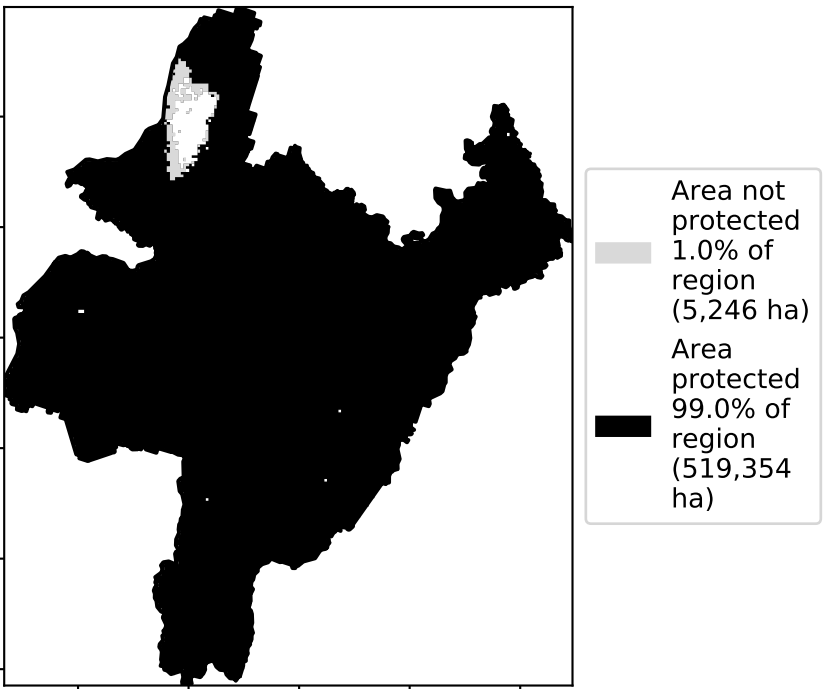 Area not
protected
1.0% of
region
(5,246 ha)
Area
protected
99.0% of
region
(519,354
ha)